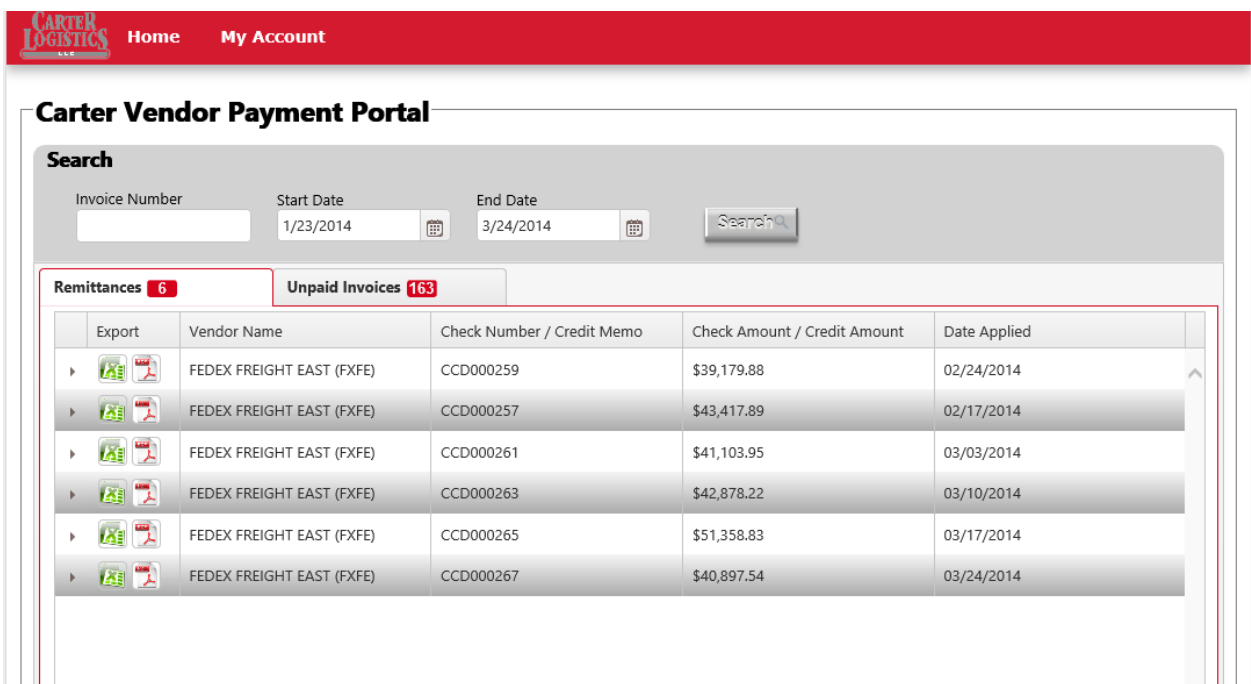 CARTER
LOGISTICS
LLC
Home My Account
Carter Vendor Payment Portal
Search
Invoice Number Start Date End Date
1/23/2014 3/24/2014 Search
Remittances 6 Unpaid Invoices 163
Export Vendor Name Check Number / Credit Memo Check Amount / Credit Amount Date Applied
FEDEX FREIGHT EAST (FXFE) CCD000259 $39,179.88 02/24/2014
FEDEX FREIGHT EAST (FXFE) CCD000257 $43,417.89 02/17/2014
FEDEX FREIGHT EAST (FXFE) CCD000261 $41,103.95 03/03/2014
FEDEX FREIGHT EAST (FXFE) CCD000263 $42,878.22 03/10/2014
FEDEX FREIGHT EAST (FXFE) CCD000265 $51,358.83 03/17/2014
FEDEX FREIGHT EAST (FXFE) CCD000267 $40,897.54 03/24/2014